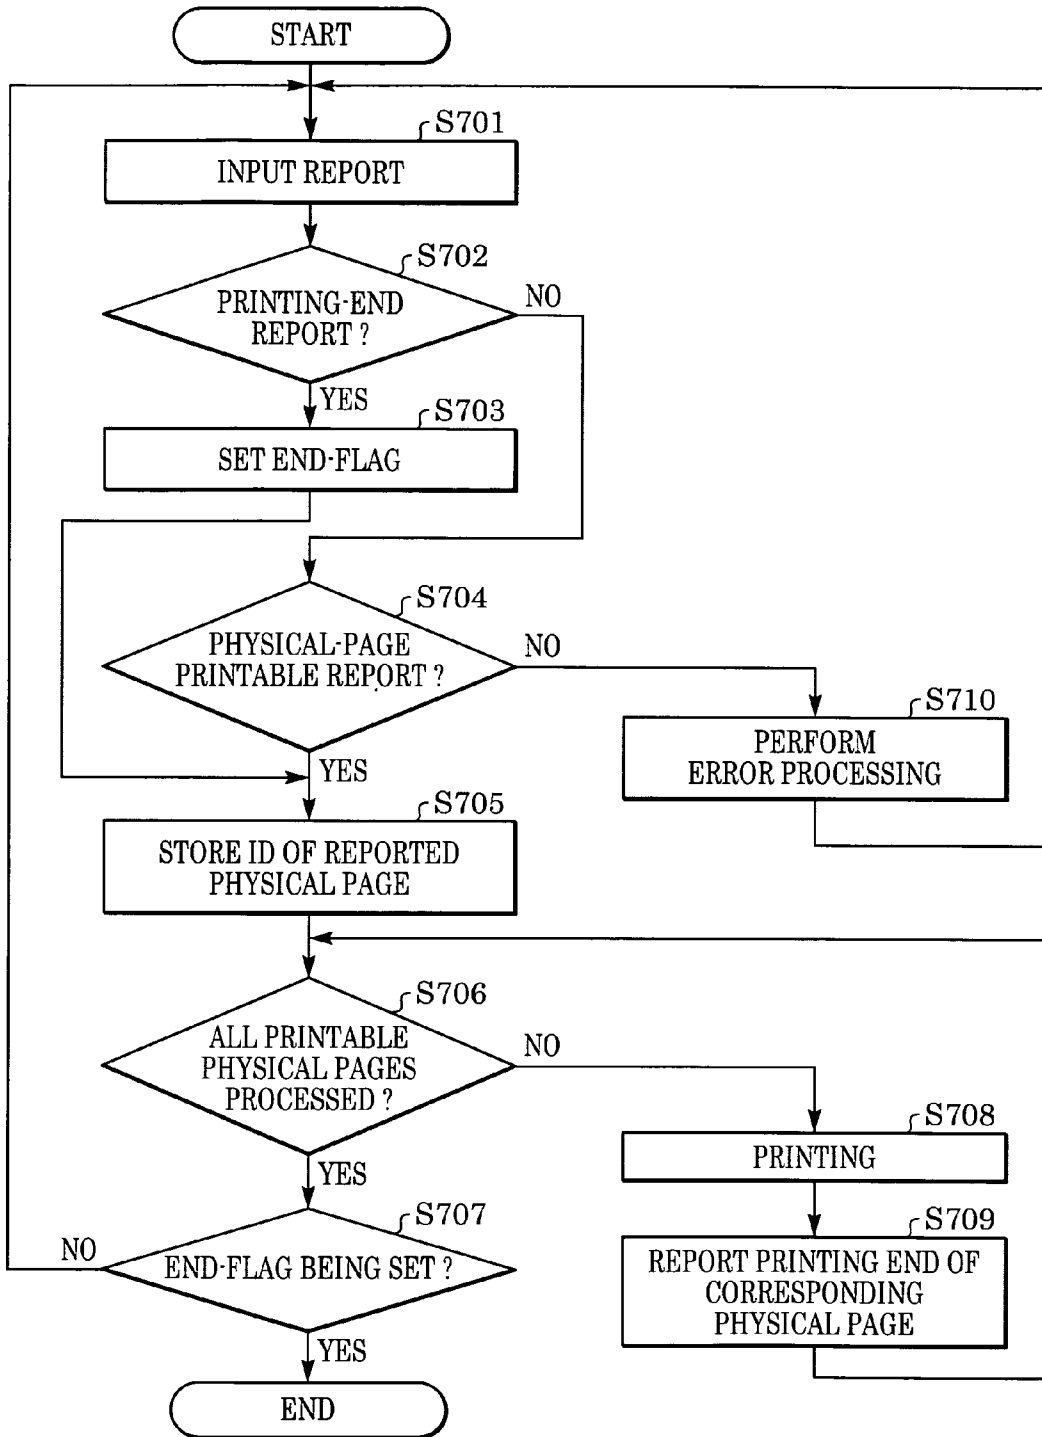 START
S701
INPUT REPORT
S702
PRINTING-END
REPORT ?
NO
YES
S703
SET END-FLAG
S704
PHYSICAL-PAGE
PRINTABLE REPORT ?
NO
YES
S710
PERFORM
ERROR PROCESSING
S705
STORE ID OF REPORTED
PHYSICAL PAGE
S706
ALL PRINTABLE
PHYSICAL PAGES
PROCESSED ?
NO
YES
S708
PRINTING
S707
END-FLAG BEING SET ?
NO
YES
S709
REPORT PRINTING END OF
CORRESPONDING
PHYSICAL PAGE
END